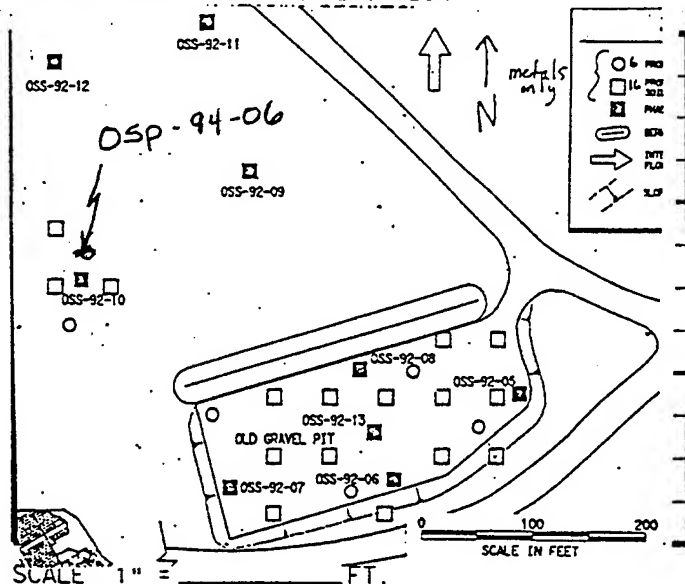 OSS-92-11
OSS-92-12
metals
only
N
OSP-94-06
OSS-92-09
OSS-92-10
OSS-92-08
OSS-92-05
OSS-92-13
OLD GRAVEL PIT
OSS-92-06
OSS-92-07
6
16
0 100 200
SCALE IN FEET
SCALE 1" = FT.